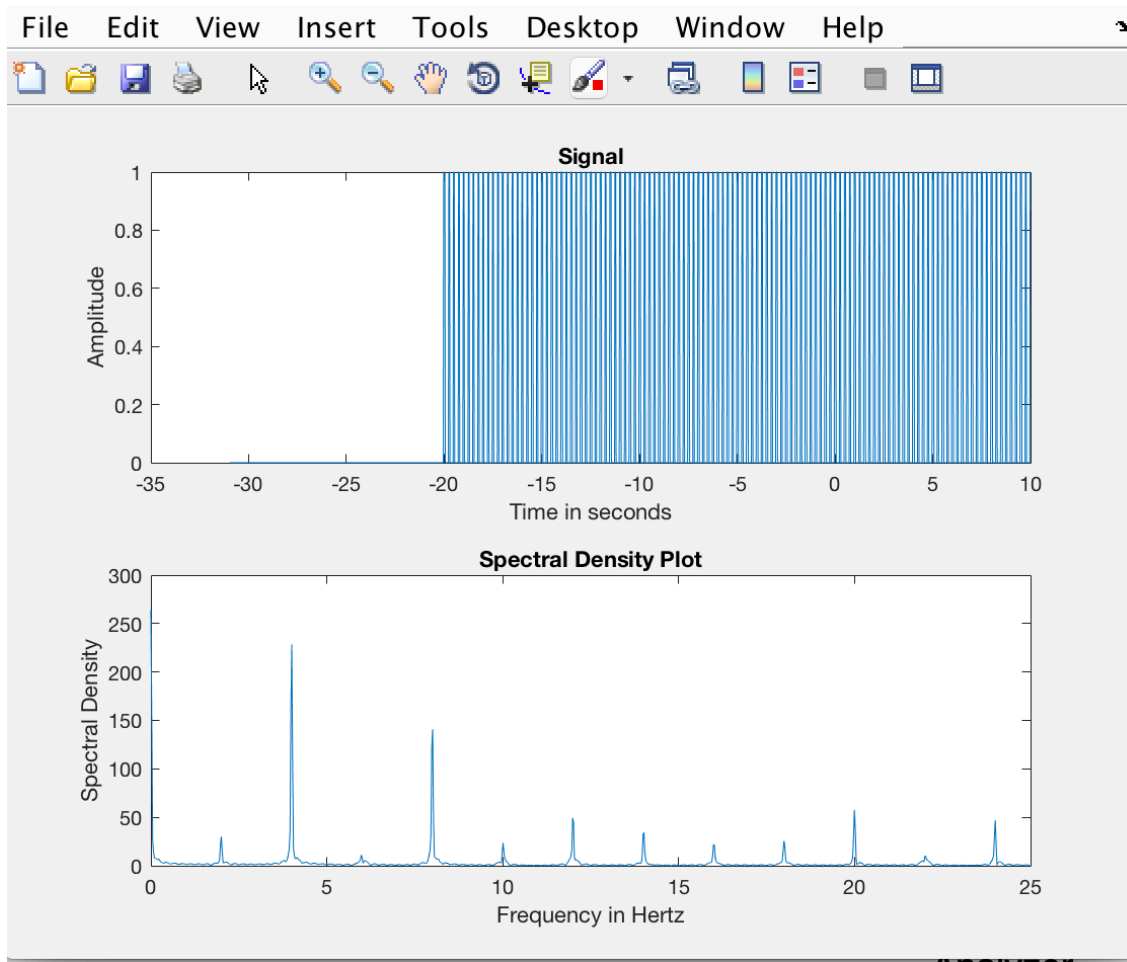 File Edit View Insert Tools Desktop Window Help
Signal
1
0.8
0.6
0.4
0.2
0
Amplitude
-35 -30 -25 -20 -15 -10 -5 0 5 10
Time in seconds
Spectral Density Plot
300
250
200
150
100
50
0
Spectral Density
0 5 10 15 20 25
Frequency in Hertz